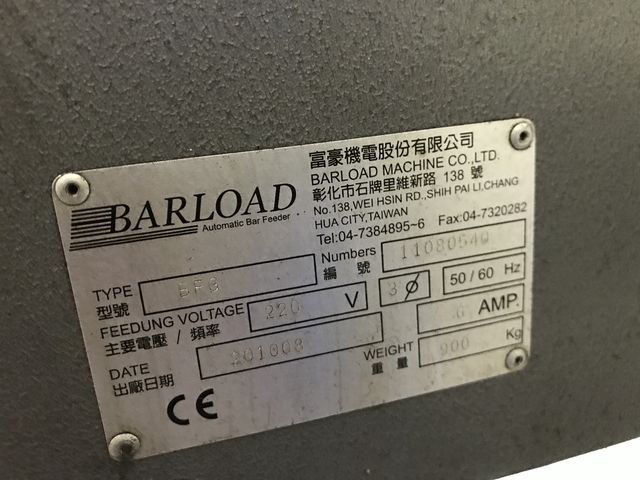 富豪機電股份有限公司
BARLOAD MACHINE CO.,LTD.
彰化市石牌里維新路 138 號
No.138,WEI HSIN RD.,SHIH PAI LI,CHANG
HUA CITY,TAIWAN
Tel:04-7384895~6 Fax:04-7320282
BARLOAD
Automatic Bar Feeder
TYPE Numbers 11080540
型號 編號
FEEDUNG VOLTAGE 220 V 3 Ø 50 / 60 Hz
主要電壓 / 頻率 6 AMP.
DATE 201008 WEIGHT 900 Kg
出廠日期 重量
CE